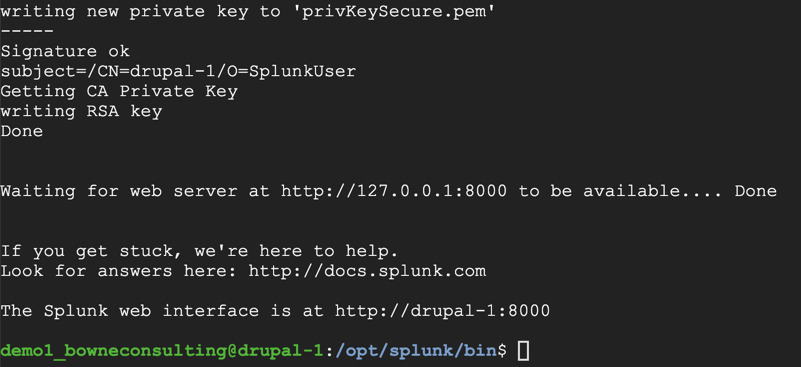 writing new private key to 'privKeySecure.pem'
-----
Signature ok
subject=/CN=drupal-1/O=SplunkUser
Getting CA Private Key
writing RSA key
Done
Waiting for web server at http://127.0.0.1:8000 to be available.... Done
If you get stuck, we're here to help.
Look for answers here: http://docs.splunk.com
The Splunk web interface is at http://drupal-1:8000
demo1_bowneconsulting@drupal-1:/opt/splunk/bin$